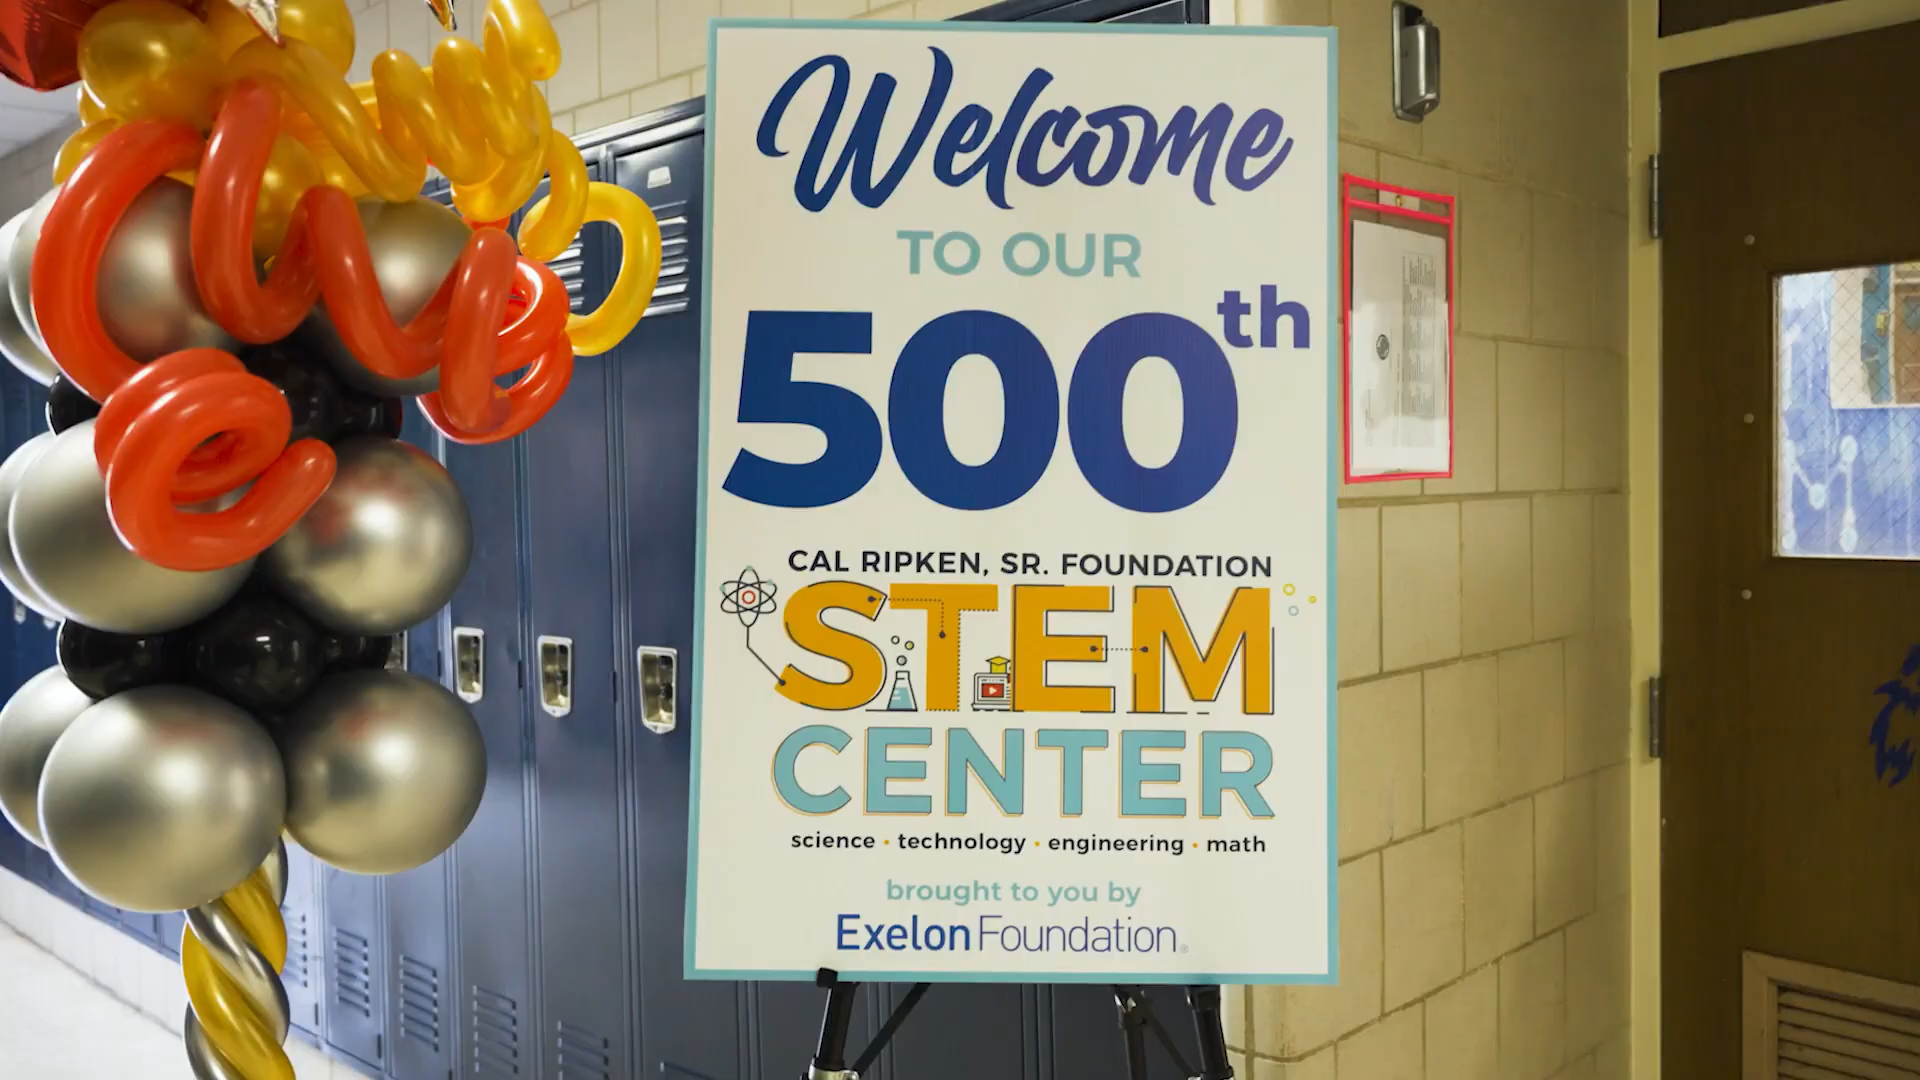 Welcome
TO OUR
500th
CAL RIPKEN, SR. FOUNDATION
STEM
CENTER
science · technology · engineering · math
brought to you by
Exelon Foundation®